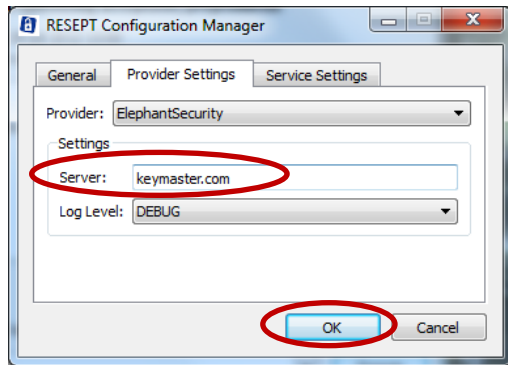 RESEPT Configuration Manager
General Provider Settings Service Settings
Provider: ElephantSecurity
Settings
Server: keymaster.com
Log Level: DEBUG
OK Cancel